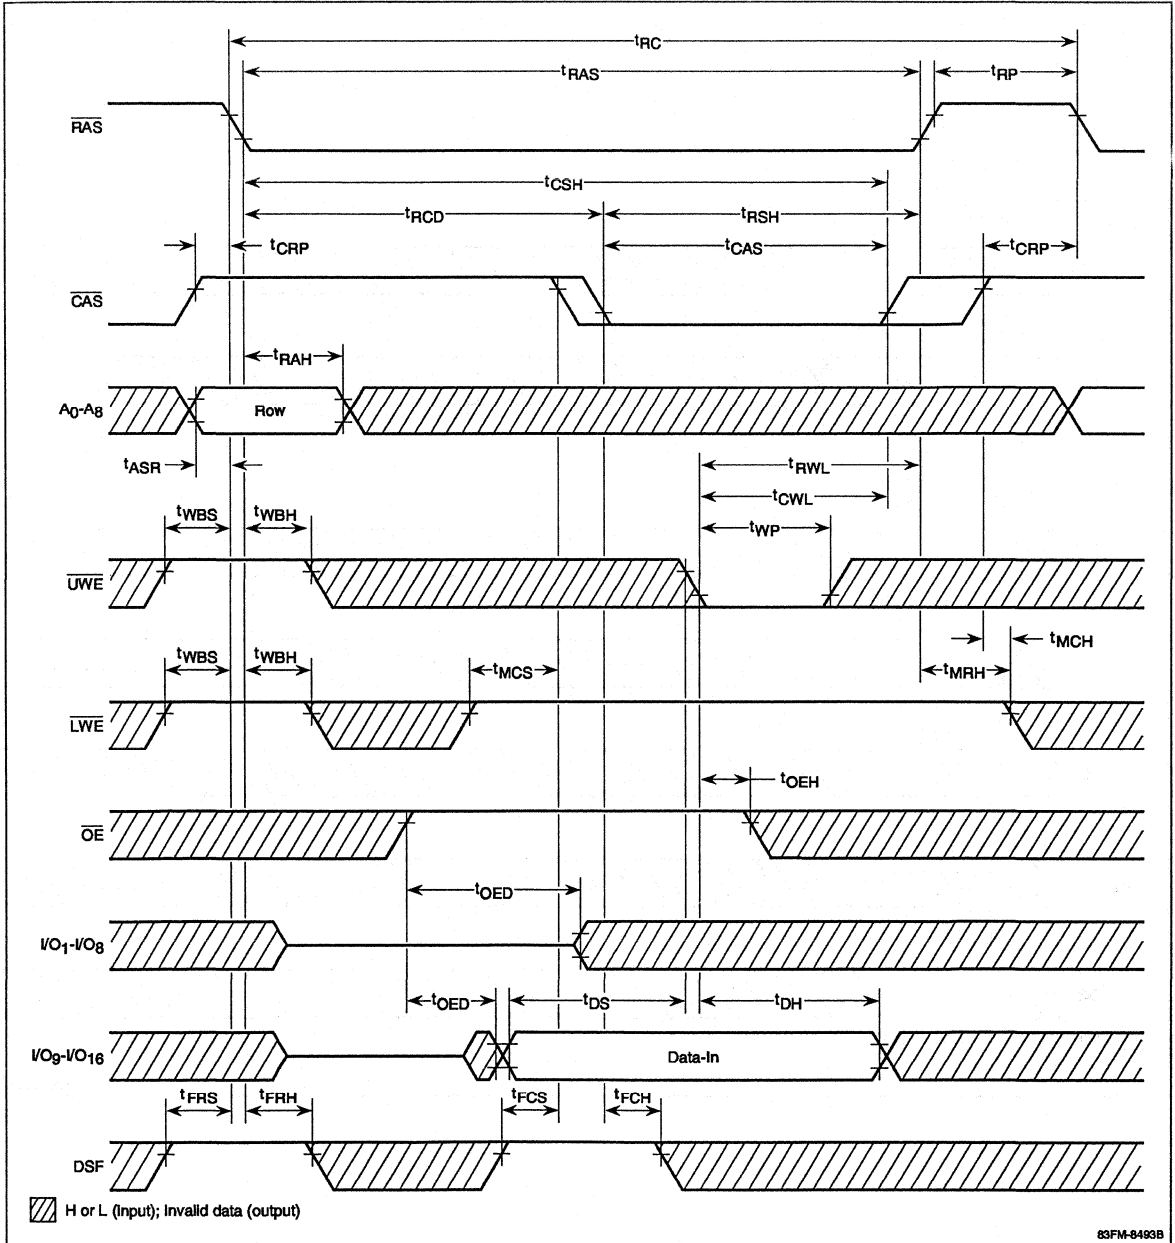 tRC
tRAS
tRP
RAS
tCSH
tRCD
tRSH
tCRP
tCAS
tCRP
CAS
tRAH
A0-A8
Row
tASR
tRWL
tCWL
tWBS
tWBH
tWP
UWE
tMCH
tWBS
tWBH
tMCS
tMRH
LWE
tOEH
OE
tOED
I/O1-I/O8
tOED
tDS
tDH
I/O9-I/O16
Data-In
tFRS
tFRH
tFCS
tFCH
DSF
H or L (input); Invalid data (output)
83FM-8493B